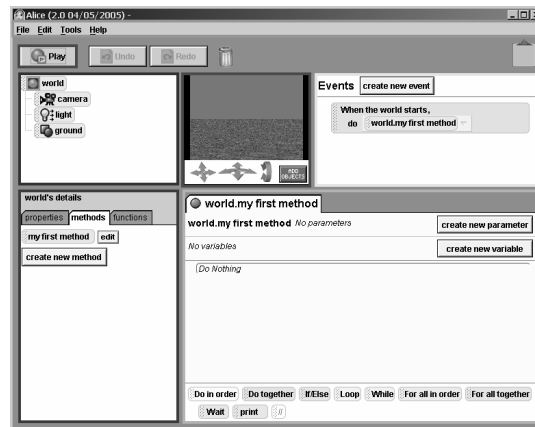 Alice (2.0 04/05/2005) -
File Edit Tools Help
Play Undo Redo
world
camera
light
ground
ADD
OBJECTS
Events create new event
When the world starts,
do world.my first method
world's details
properties methods functions
my first method edit
create new method
world.my first method
world.my first method No parameters create new parameter
No variables create new variable
Do Nothing
Do in order Do together If/Else Loop While For all in order For all together
Wait print //